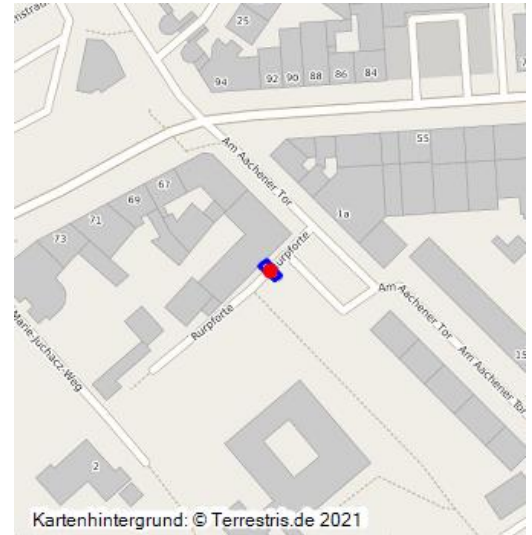 25
94
92
90
88
86
84
Am Aachener Tor
55
67
69
71
73
1a
Rurpforte
Am Aachener Tor
Am Aachener Tor
Rurpforte
Marie-Juchacz-Weg
15
2
Kartenhintergrund: © Terrestris.de 2021